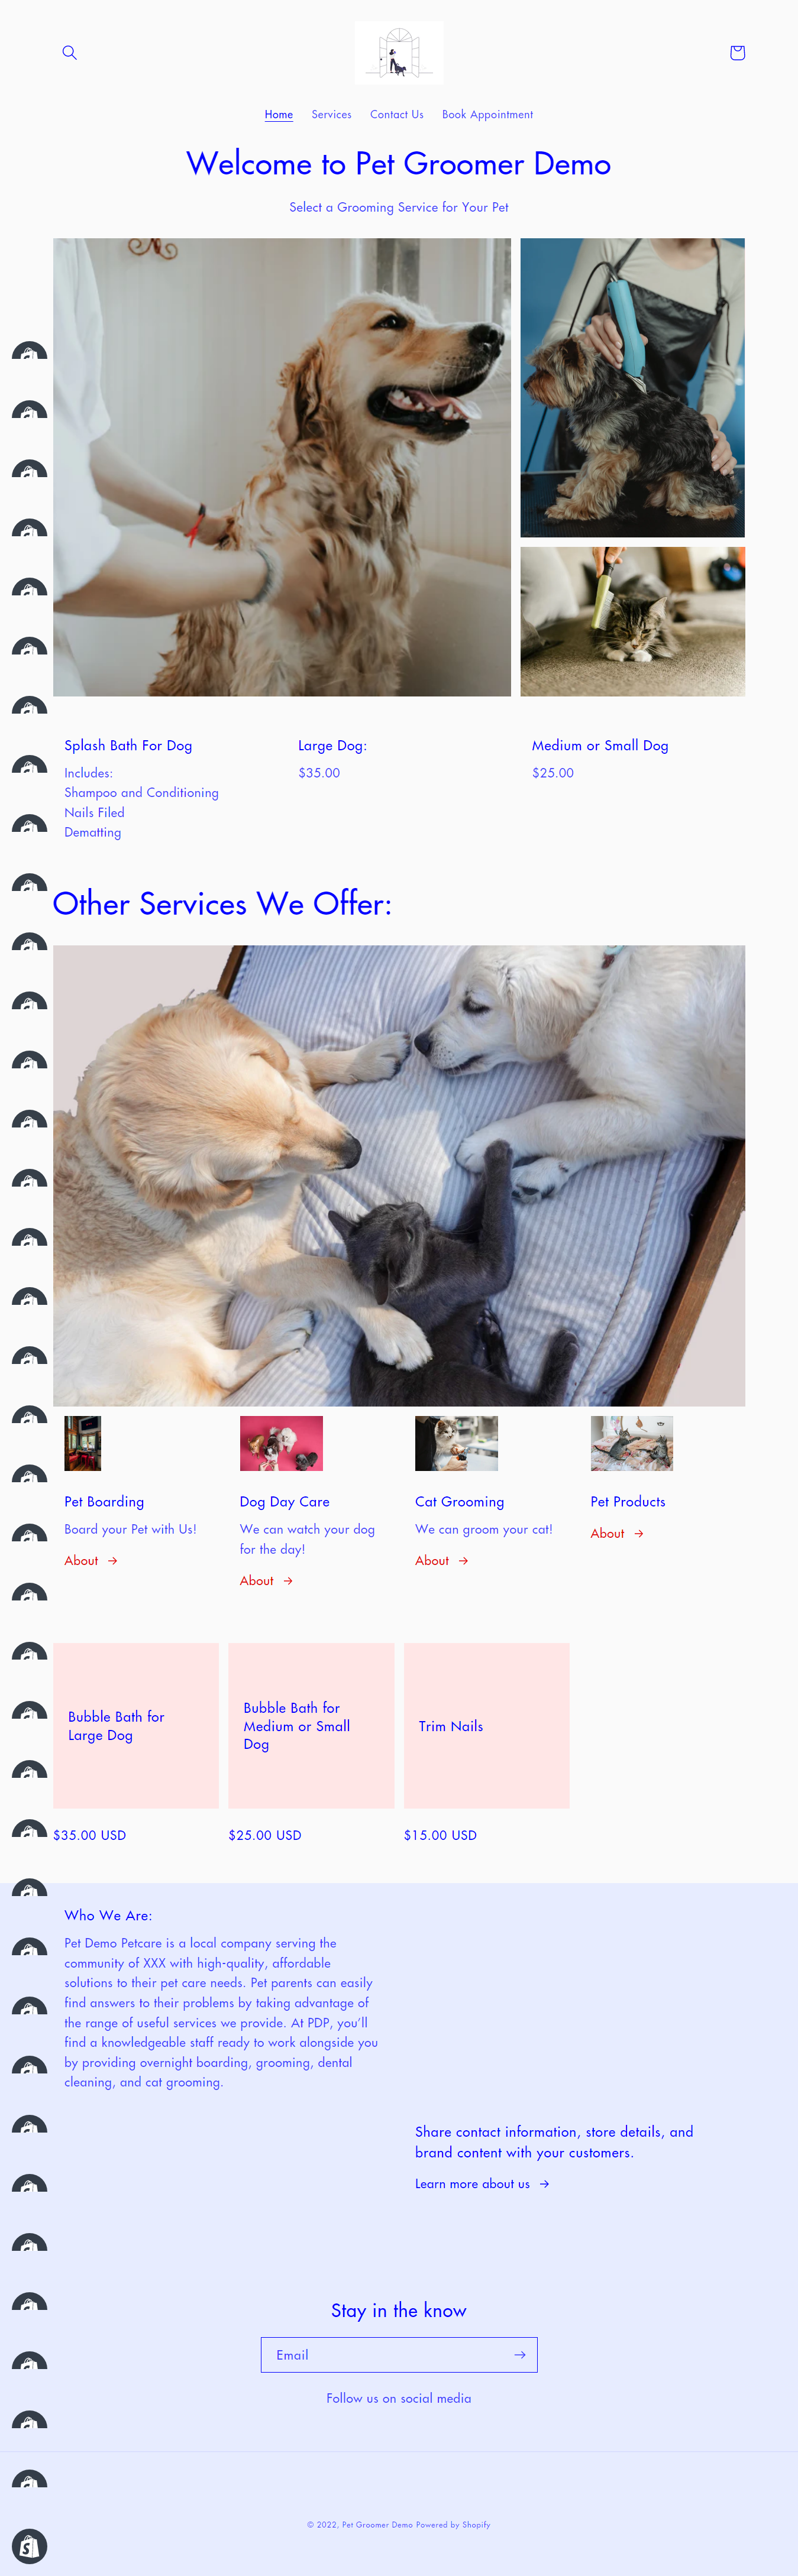 Home Services Contact Us Book Appointment
Welcome to Pet Groomer Demo
Select a Grooming Service for Your Pet
Splash Bath For Dog
Includes:
Shampoo and Conditioning
Nails Filed
Dematting
Large Dog:
$35.00
Medium or Small Dog
$25.00
Other Services We Offer:
Pet Boarding
Board your Pet with Us!
About →
Dog Day Care
We can watch your dog
for the day!
About →
Cat Grooming
We can groom your cat!
About →
Pet Products
About →
Bubble Bath for
Large Dog
$35.00 USD
Bubble Bath for
Medium or Small
Dog
$25.00 USD
Trim Nails
$15.00 USD
Who We Are:
Pet Demo Petcare is a local company serving the
community of XXX with high-quality, affordable
solutions to their pet care needs. Pet parents can easily
find answers to their problems by taking advantage of
the range of useful services we provide. At PDP, you’ll
find a knowledgeable staff ready to work alongside you
by providing overnight boarding, grooming, dental
cleaning, and cat grooming.
Share contact information, store details, and
brand content with your customers.
Learn more about us →
Stay in the know
Email →
Follow us on social media
© 2022, Pet Groomer Demo Powered by Shopify